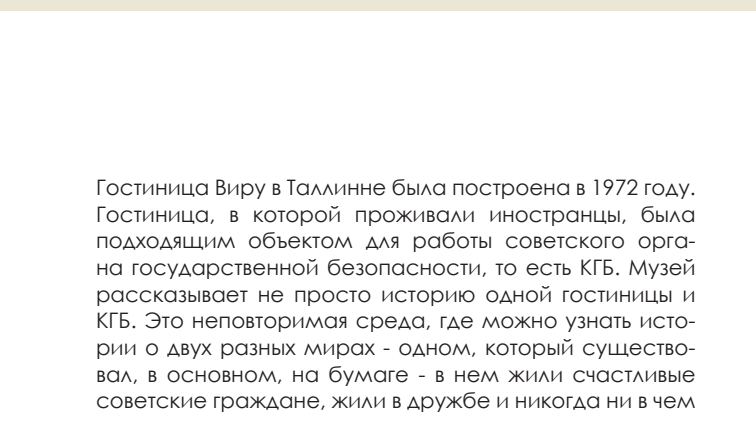 Гостиница Виру в Таллинне была построена в 1972 году.
Гостиница, в которой проживали иностранцы, была
подходящим объектом для работы советского орга-
на государственной безопасности, то есть КГБ. Музей
рассказывает не просто историю одной гостиницы и
КГБ. Это неповторимая среда, где можно узнать исто-
рии о двух разных мирах - одном, который существо-
вал, в основном, на бумаге - в нем жили счастливые
советские граждане, жили в дружбе и никогда ни в чем